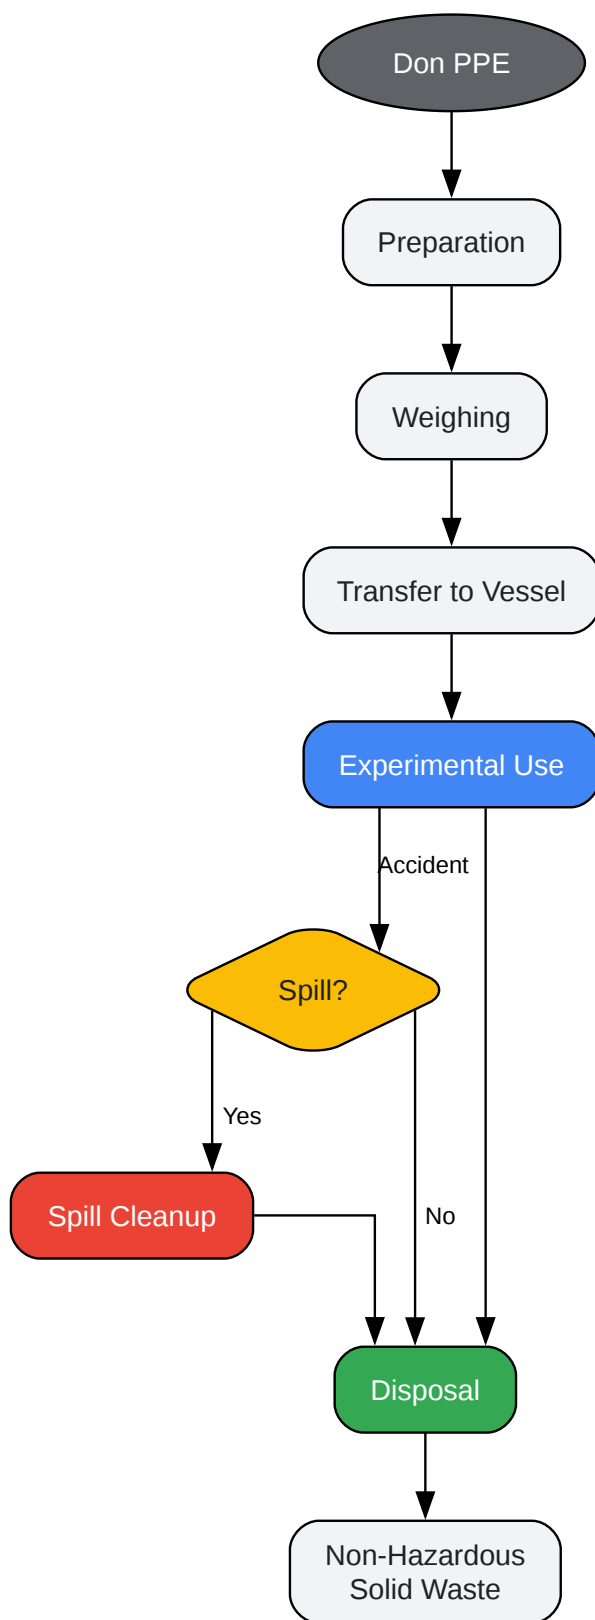 Don PPE
Preparation
Weighing
Transfer to Vessel
Experimental Use
Accident
Spill?
Yes
Spill Cleanup
No
Disposal
Non-Hazardous
Solid Waste